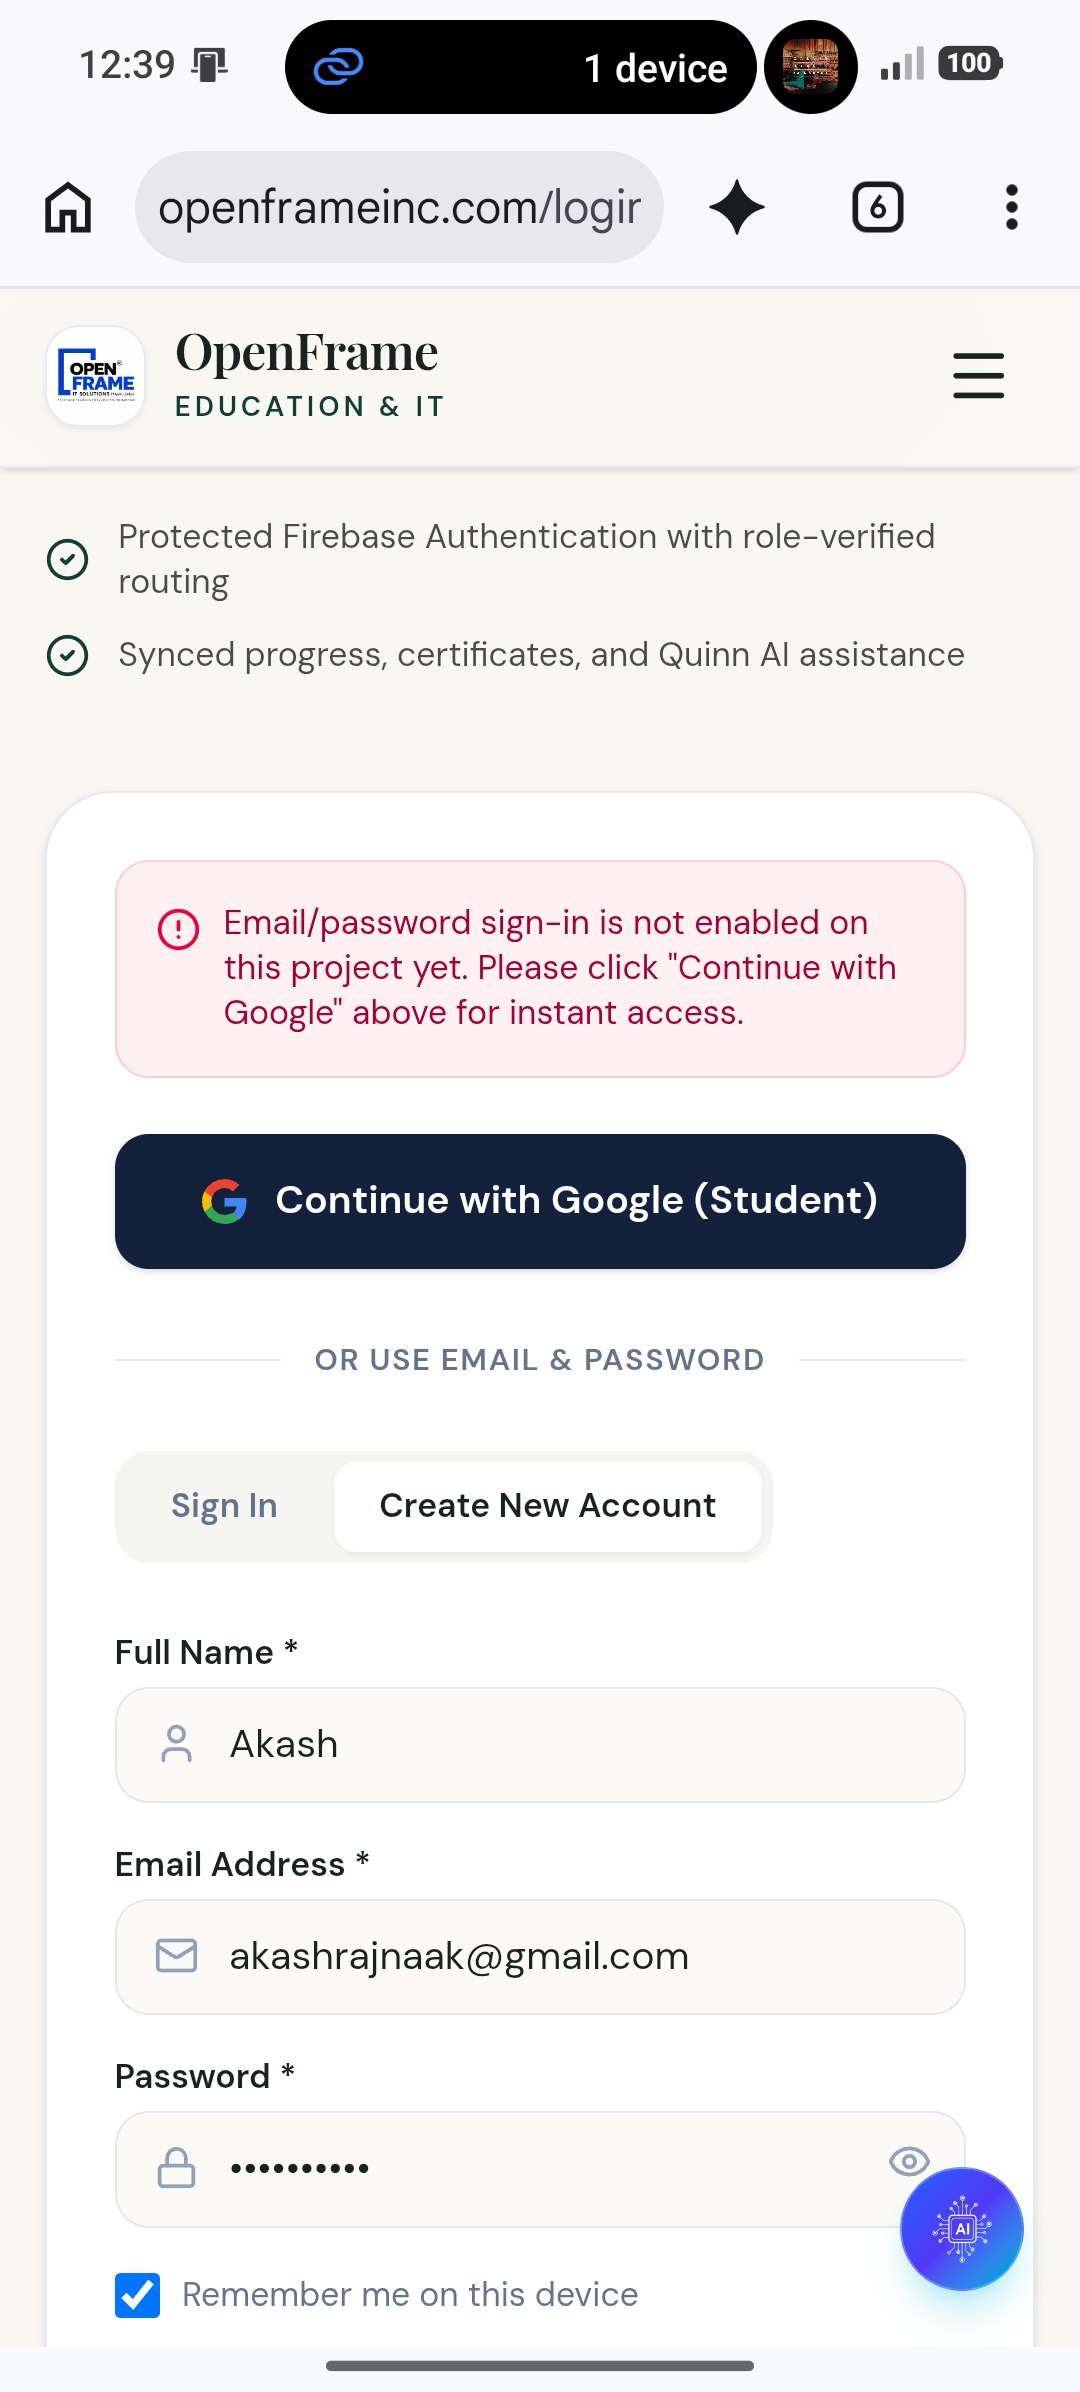 12:39
1 device
100
openframeinc.com/login
6
OPEN
FRAME
IT SOLUTIONS
OpenFrame
EDUCATION & IT
Protected Firebase Authentication with role-verified
routing
Synced progress, certificates, and Quinn AI assistance
Email/password sign-in is not enabled on
this project yet. Please click "Continue with
Google" above for instant access.
Continue with Google (Student)
OR USE EMAIL & PASSWORD
Sign In
Create New Account
Full Name *
Akash
Email Address *
akashrajnaak@gmail.com
Password *
••••••••••
AI
Remember me on this device